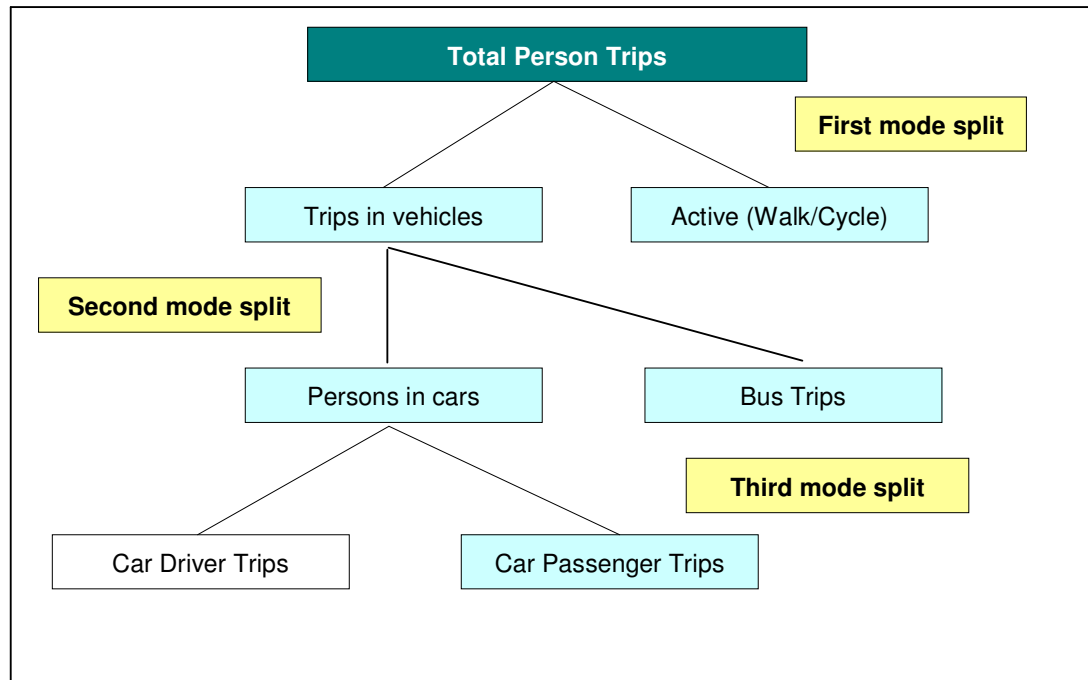 Total Person Trips
First mode split
Trips in vehicles
Active (Walk/Cycle)
Second mode split
Persons in cars
Bus Trips
Third mode split
Car Driver Trips
Car Passenger Trips